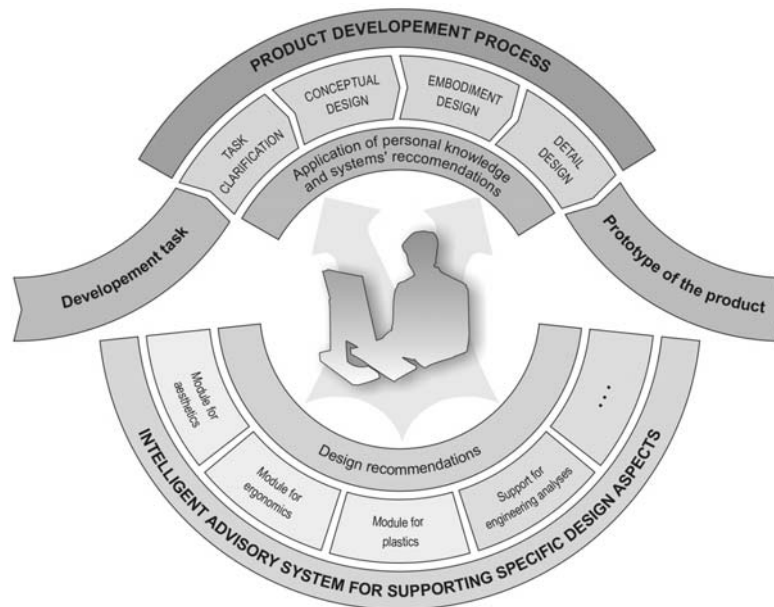 PRODUCT DEVELOPEMENT PROCESS
TASK
CLARIFICATION
CONCEPTUAL
DESIGN
EMBODIMENT
DESIGN
DETAIL
DESIGN
Application of personal knowledge
and systems' reccomendations
Developement task
Prototype of the product
Module for
aesthetics
Module for
ergonomics
Module for
plastics
Support for
engineering analyses
...
Design recommendations
INTELLIGENT ADVISORY SYSTEM FOR SUPPORTING SPECIFIC DESIGN ASPECTS